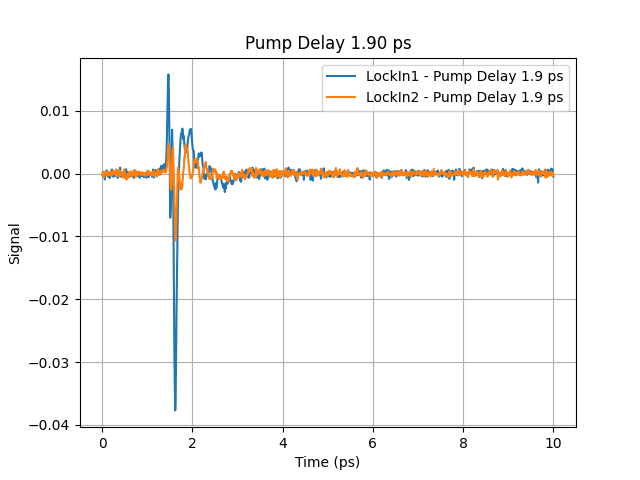 Pump Delay 1.90 ps
LockIn1 - Pump Delay 1.9 ps
LockIn2 - Pump Delay 1.9 ps
0.01
0.00
−0.01
−0.02
−0.03
−0.04
Signal
0 2 4 6 8 10
Time (ps)